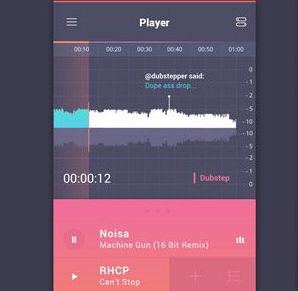 Player
00:10 00:20 00:30 00:40 00:50 01:00
0
- 1
- 2
- 5
- 10
- 10
- 5
- 2
- 1
0
@dubstepper said:
Dope ass drop...
00:00:12
Dubstep
Noisa
Machine Gun (16 Bit Remix)
RHCP
Can't Stop